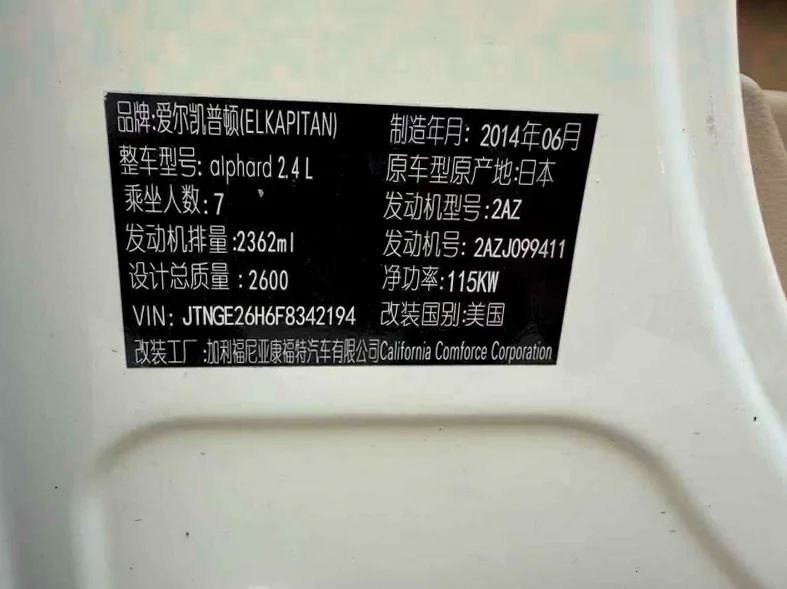 品牌:爱尔凯普顿(ELKAPITAN) 制造年月: 2014年06月
整车型号: alphard 2.4 L 原车型原产地:日本
乘坐人数: 7 发动机型号:2AZ
发动机排量:2362ml 发动机号: 2AZJ099411
设计总质量 : 2600 净功率:115KW
VIN: JTNGE26H6F8342194 改装国别:美国
改装工厂 :加利福尼亚康福特汽车有限公司California Comforce Corporation